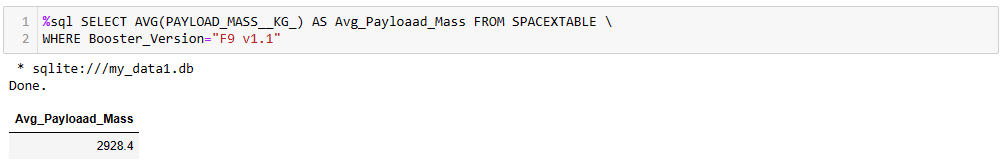 1 %sql SELECT AVG(PAYLOAD_MASS__KG_) AS Avg_Payloaad_Mass FROM SPACEXTABLE \
2 WHERE Booster_Version="F9 v1.1"
* sqlite:///my_data1.db
Done.
Avg_Payloaad_Mass
2928.4